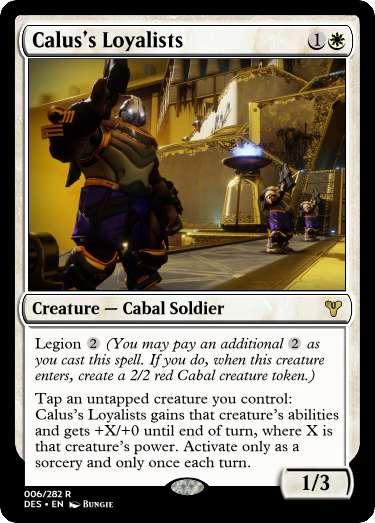 Calus's Loyalists 1
Creature — Cabal Soldier
Legion 2 (You may pay an additional 2 as
you cast this spell. If you do, when this creature
enters, create a 2/2 red Cabal creature token.)
Tap an untapped creature you control:
Calus's Loyalists gains that creature's abilities
and gets +X/+0 until end of turn, where X is
that creature's power. Activate only as a
sorcery and only once each turn.
1/3
006/282 R
DES • EN Bungie